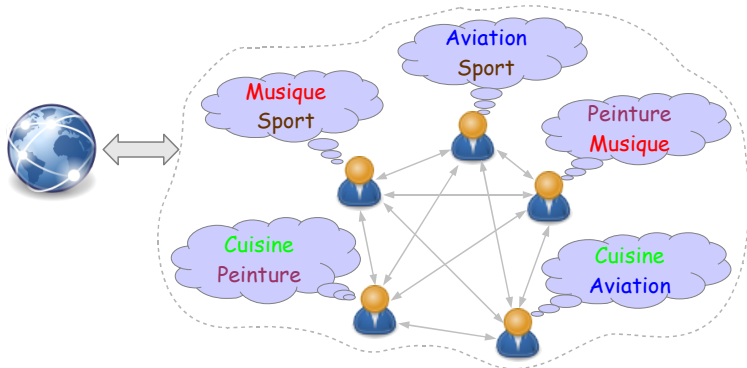 Aviation
Sport
Musique
Sport
Peinture
Musique
Cuisine
Peinture
Cuisine
Aviation